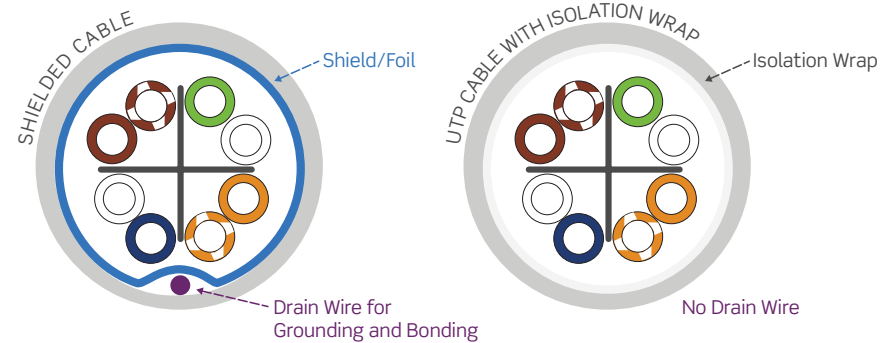 SHIELDED CABLE
Shield/Foil
Drain Wire for
Grounding and Bonding
UTP CABLE WITH ISOLATION WRAP
Isolation Wrap
No Drain Wire